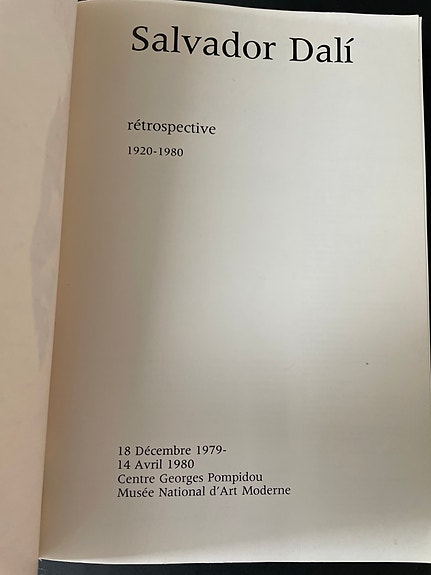 Salvador Dalí
rétrospective
1920-1980
18 Décembre 1979-
14 Avril 1980
Centre Georges Pompidou
Musée National d'Art Moderne